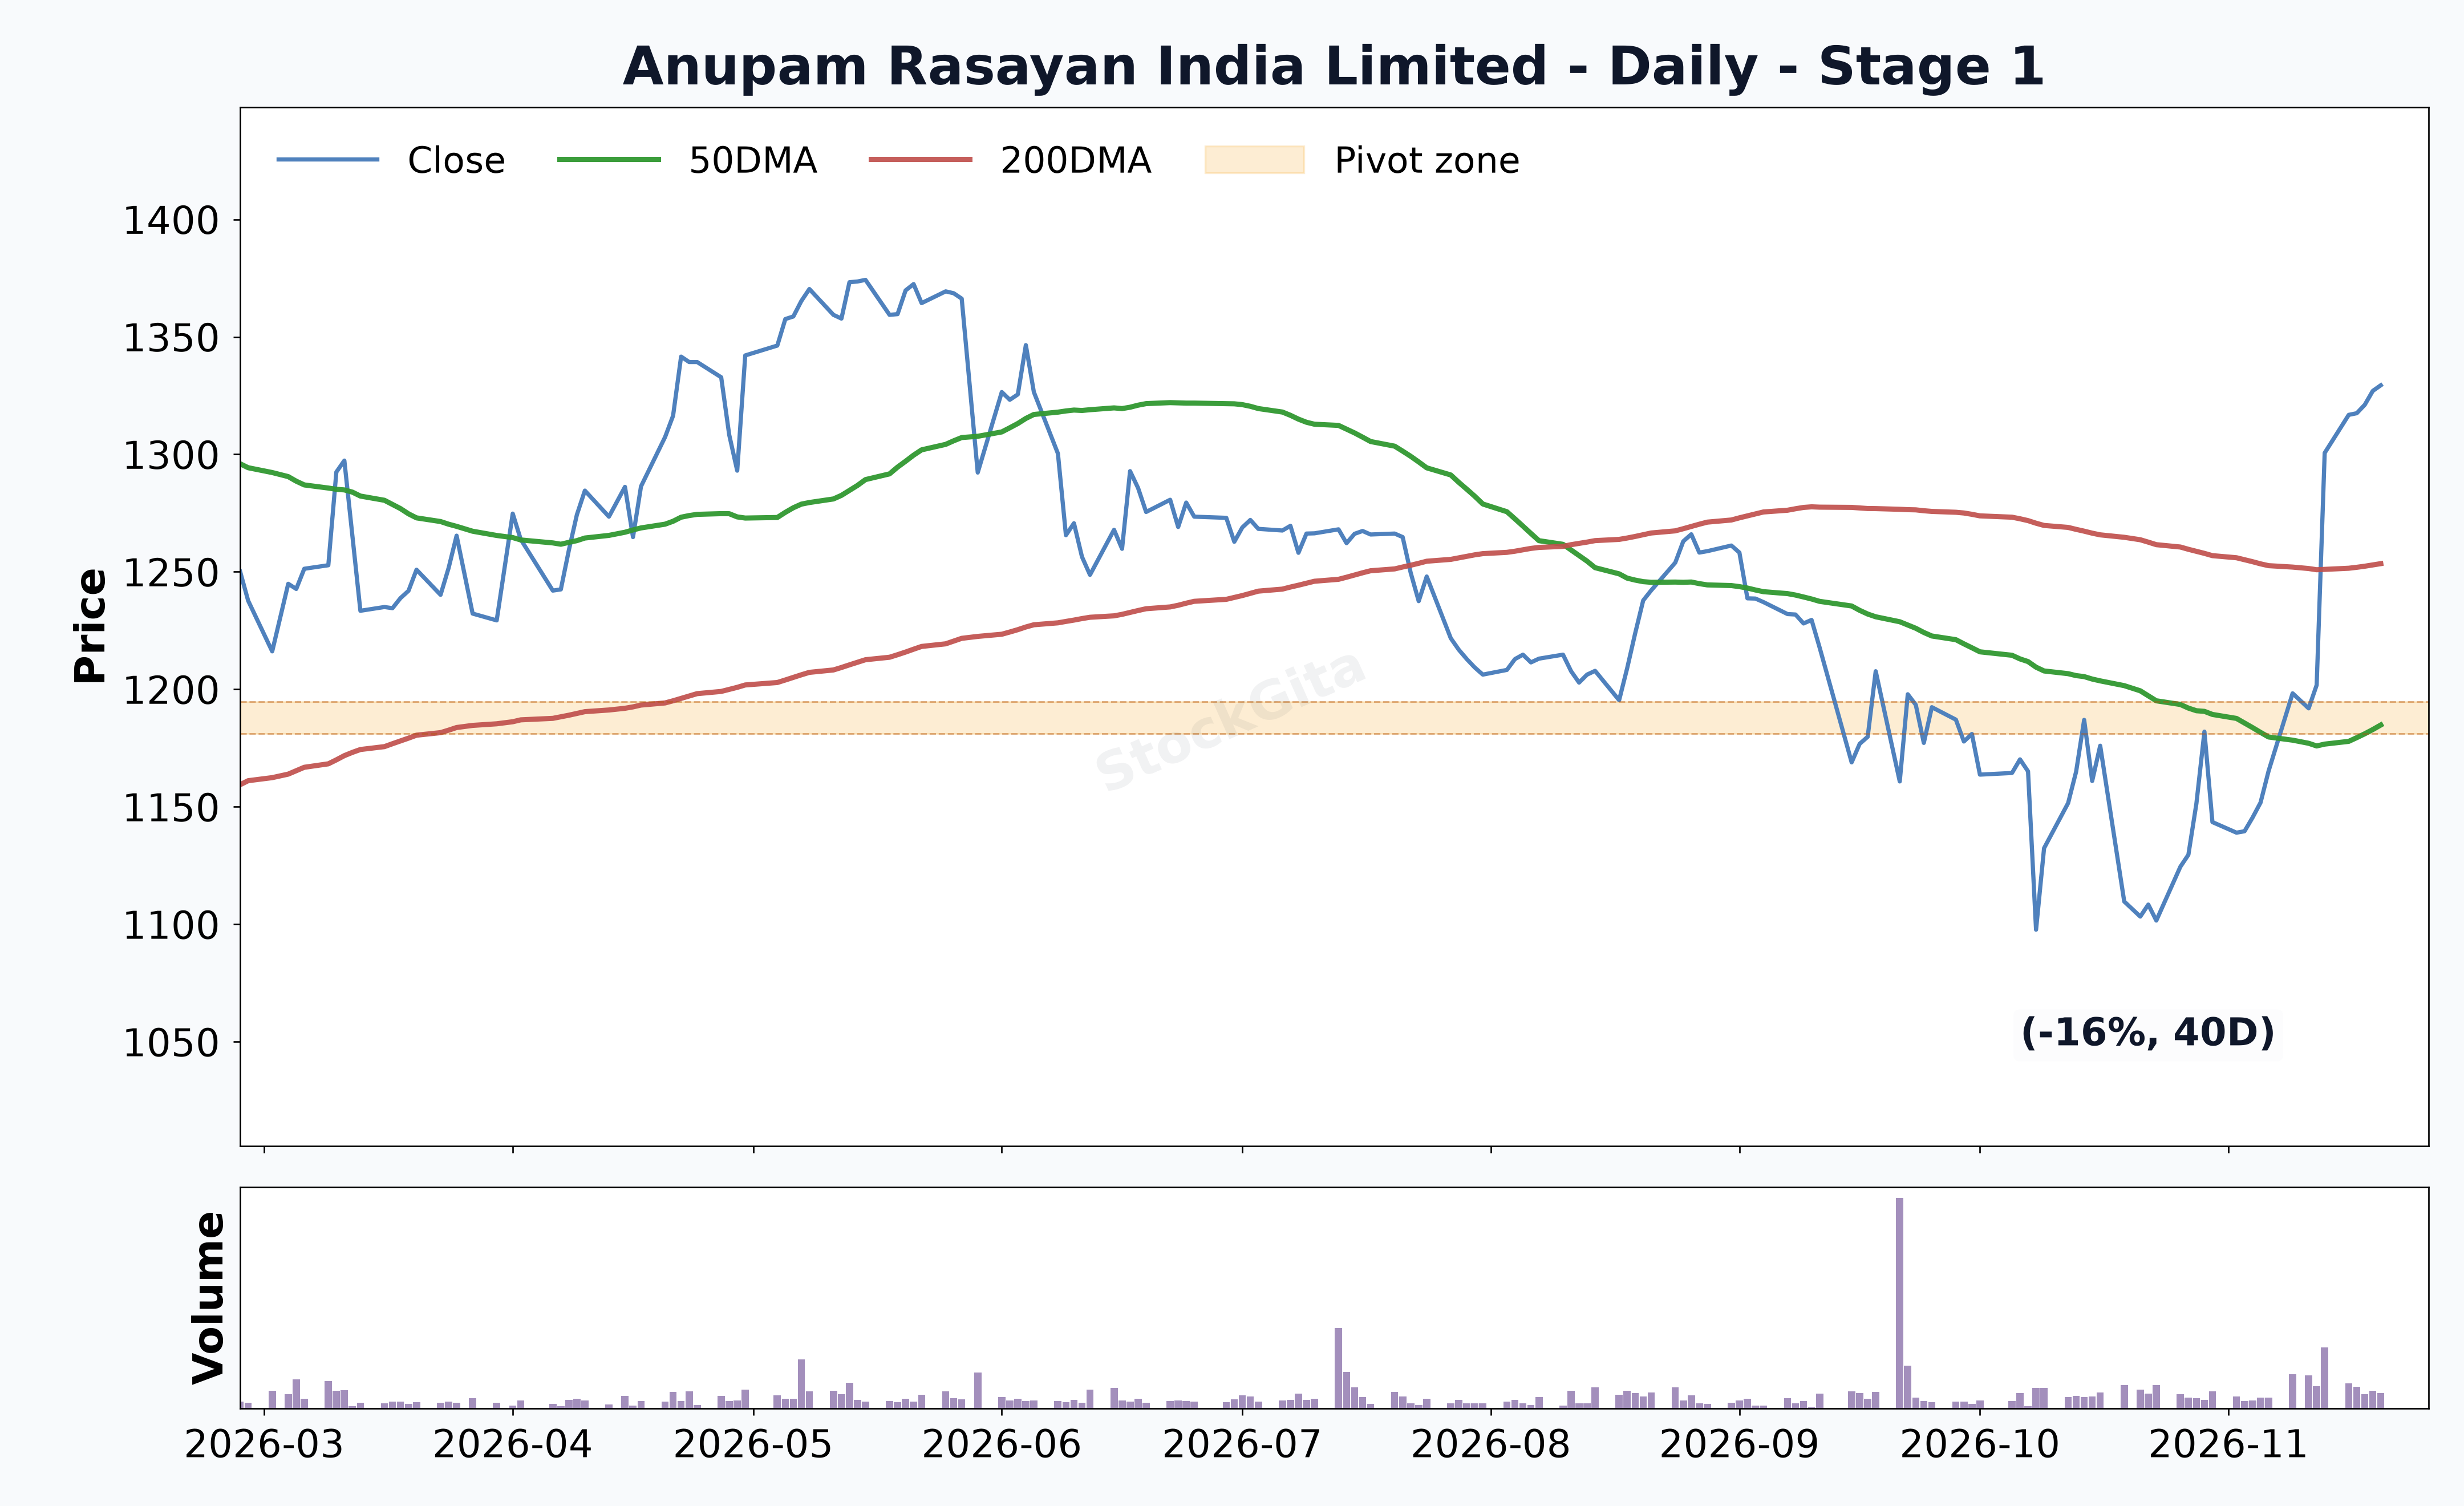 Anupam Rasayan India Limited - Daily - Stage 1
Close 50DMA 200DMA Pivot zone
Price
1400
1350
1300
1250
1200
1150
1100
1050
StockGita
(-16%, 40D)
Volume
2026-03 2026-04 2026-05 2026-06 2026-07 2026-08 2026-09 2026-10 2026-11